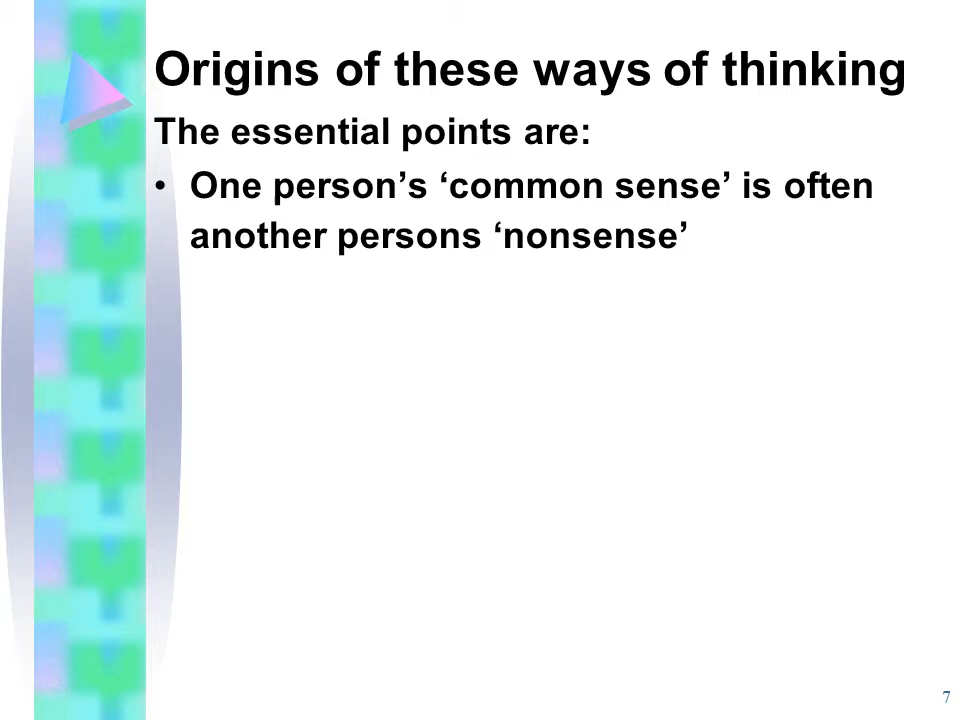 Origins of these ways of thinking
The essential points are:
• One person’s ‘common sense’ is often
another persons ‘nonsense’
7